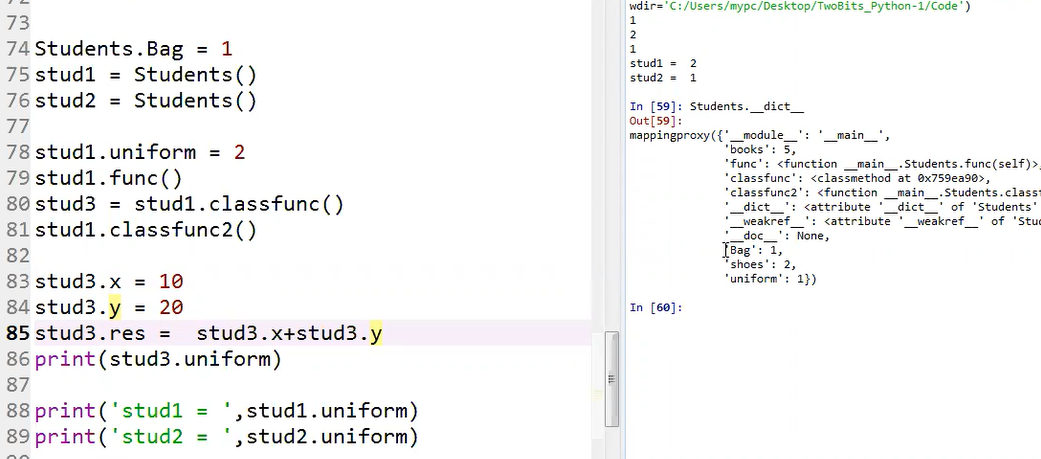 72
73
74 Students.Bag = 1
75 stud1 = Students()
76 stud2 = Students()
77
78 stud1.uniform = 2
79 stud1.func()
80 stud3 = stud1.classfunc()
81 stud1.classfunc2()
82
83 stud3.x = 10
84 stud3.y = 20
85 stud3.res =  stud3.x+stud3.y
86 print(stud3.uniform)
87
88 print('stud1 = ',stud1.uniform)
89 print('stud2 = ',stud2.uniform)
wdir='C:/Users/mypc/Desktop/TwoBits_Python-1/Code')
1
2
1
stud1 =  2
stud2 =  1
In [59]: Students.__dict__
Out[59]:
mappingproxy({'__module__': '__main__',
'books': 5,
'func': <function __main__.Students.func(self)>,
'classfunc': <classmethod at 0x759ea90>,
'classfunc2': <function __main__.Students.classf
'__dict__': <attribute '__dict__' of 'Students'
'__weakref__': <attribute '__weakref__' of 'Stu
'__doc__': None,
'Bag': 1,
'shoes': 2,
'uniform': 1})
In [60]: